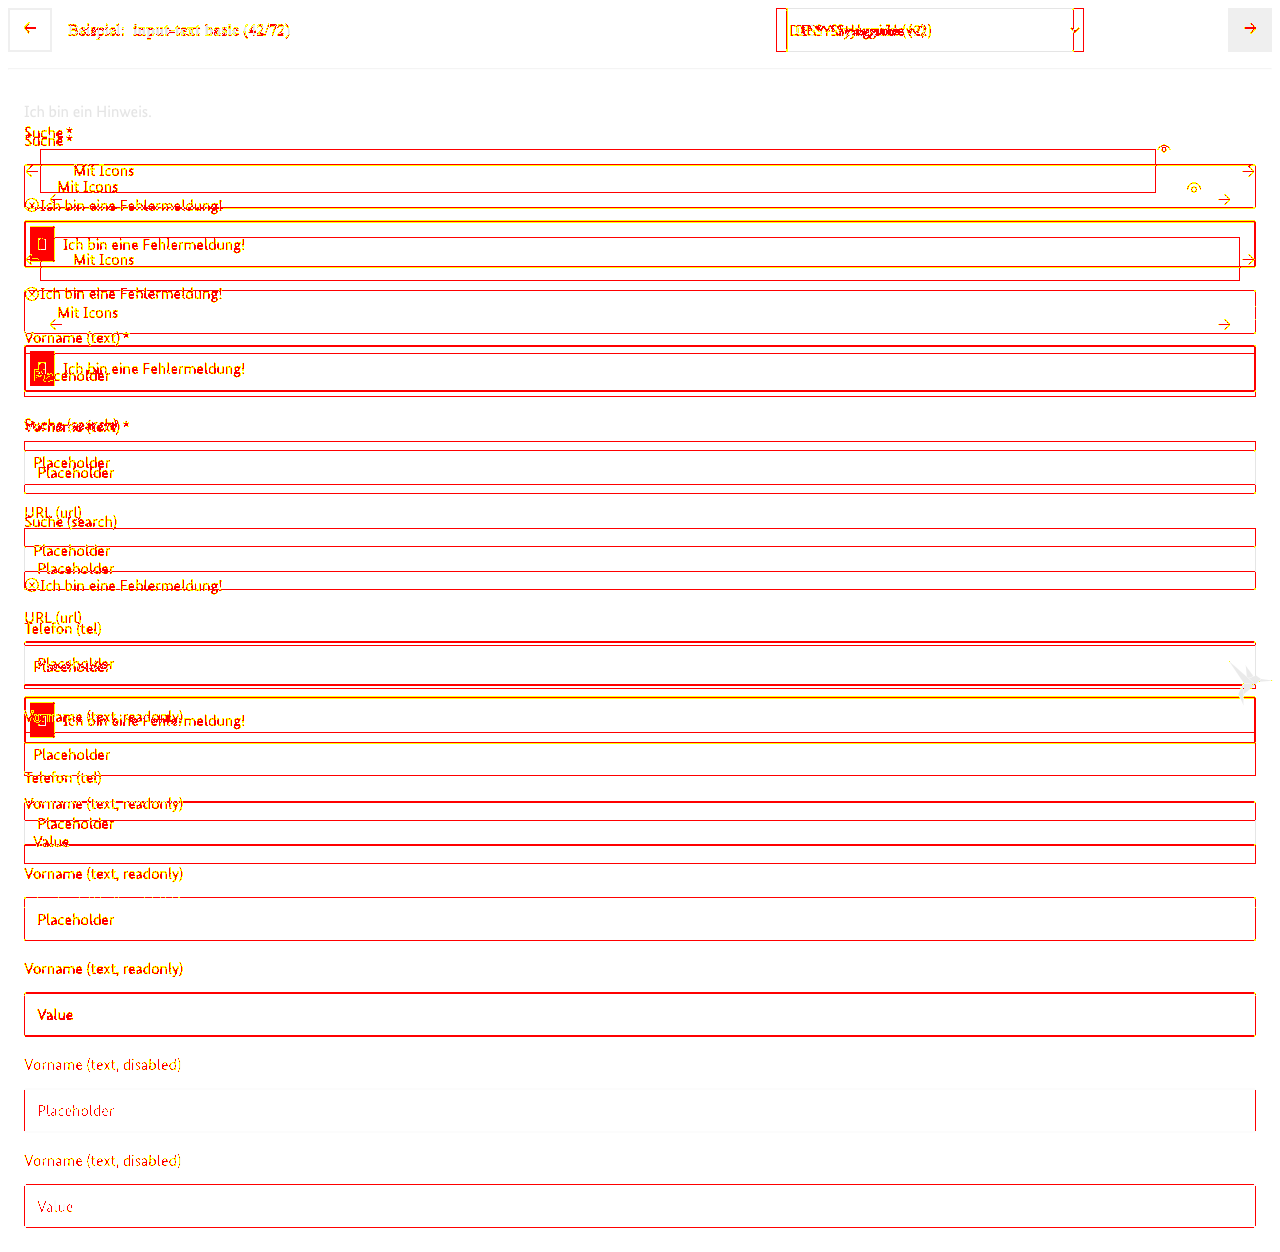 Beispiel: input-text basic (42/72)
Ich bin ein Hinweis.
Suche *
Suche *
Mit Icons
Mit Icons
Ich bin eine Fehlermeldung!
Ich bin eine Fehlermeldung!
Mit Icons
Ich bin eine Fehlermeldung!
Mit Icons
Vorname (text) *
Ich bin eine Fehlermeldung!
Placeholder
Suche (search)
Vorname (text) *
Placeholder
Placeholder
URL (url)
Suche (search)
Placeholder
Placeholder
Ich bin eine Fehlermeldung!
URL (url)
Telefon (tel)
Placeholder
Placeholder
Vorname (text, readonly)
Ich bin eine Fehlermeldung!
Placeholder
Telefon (tel)
Vorname (text, readonly)
Placeholder
Value
Vorname (text, readonly)
Placeholder
Vorname (text, readonly)
Value
Vorname (text, disabled)
Placeholder
Vorname (text, disabled)
Value